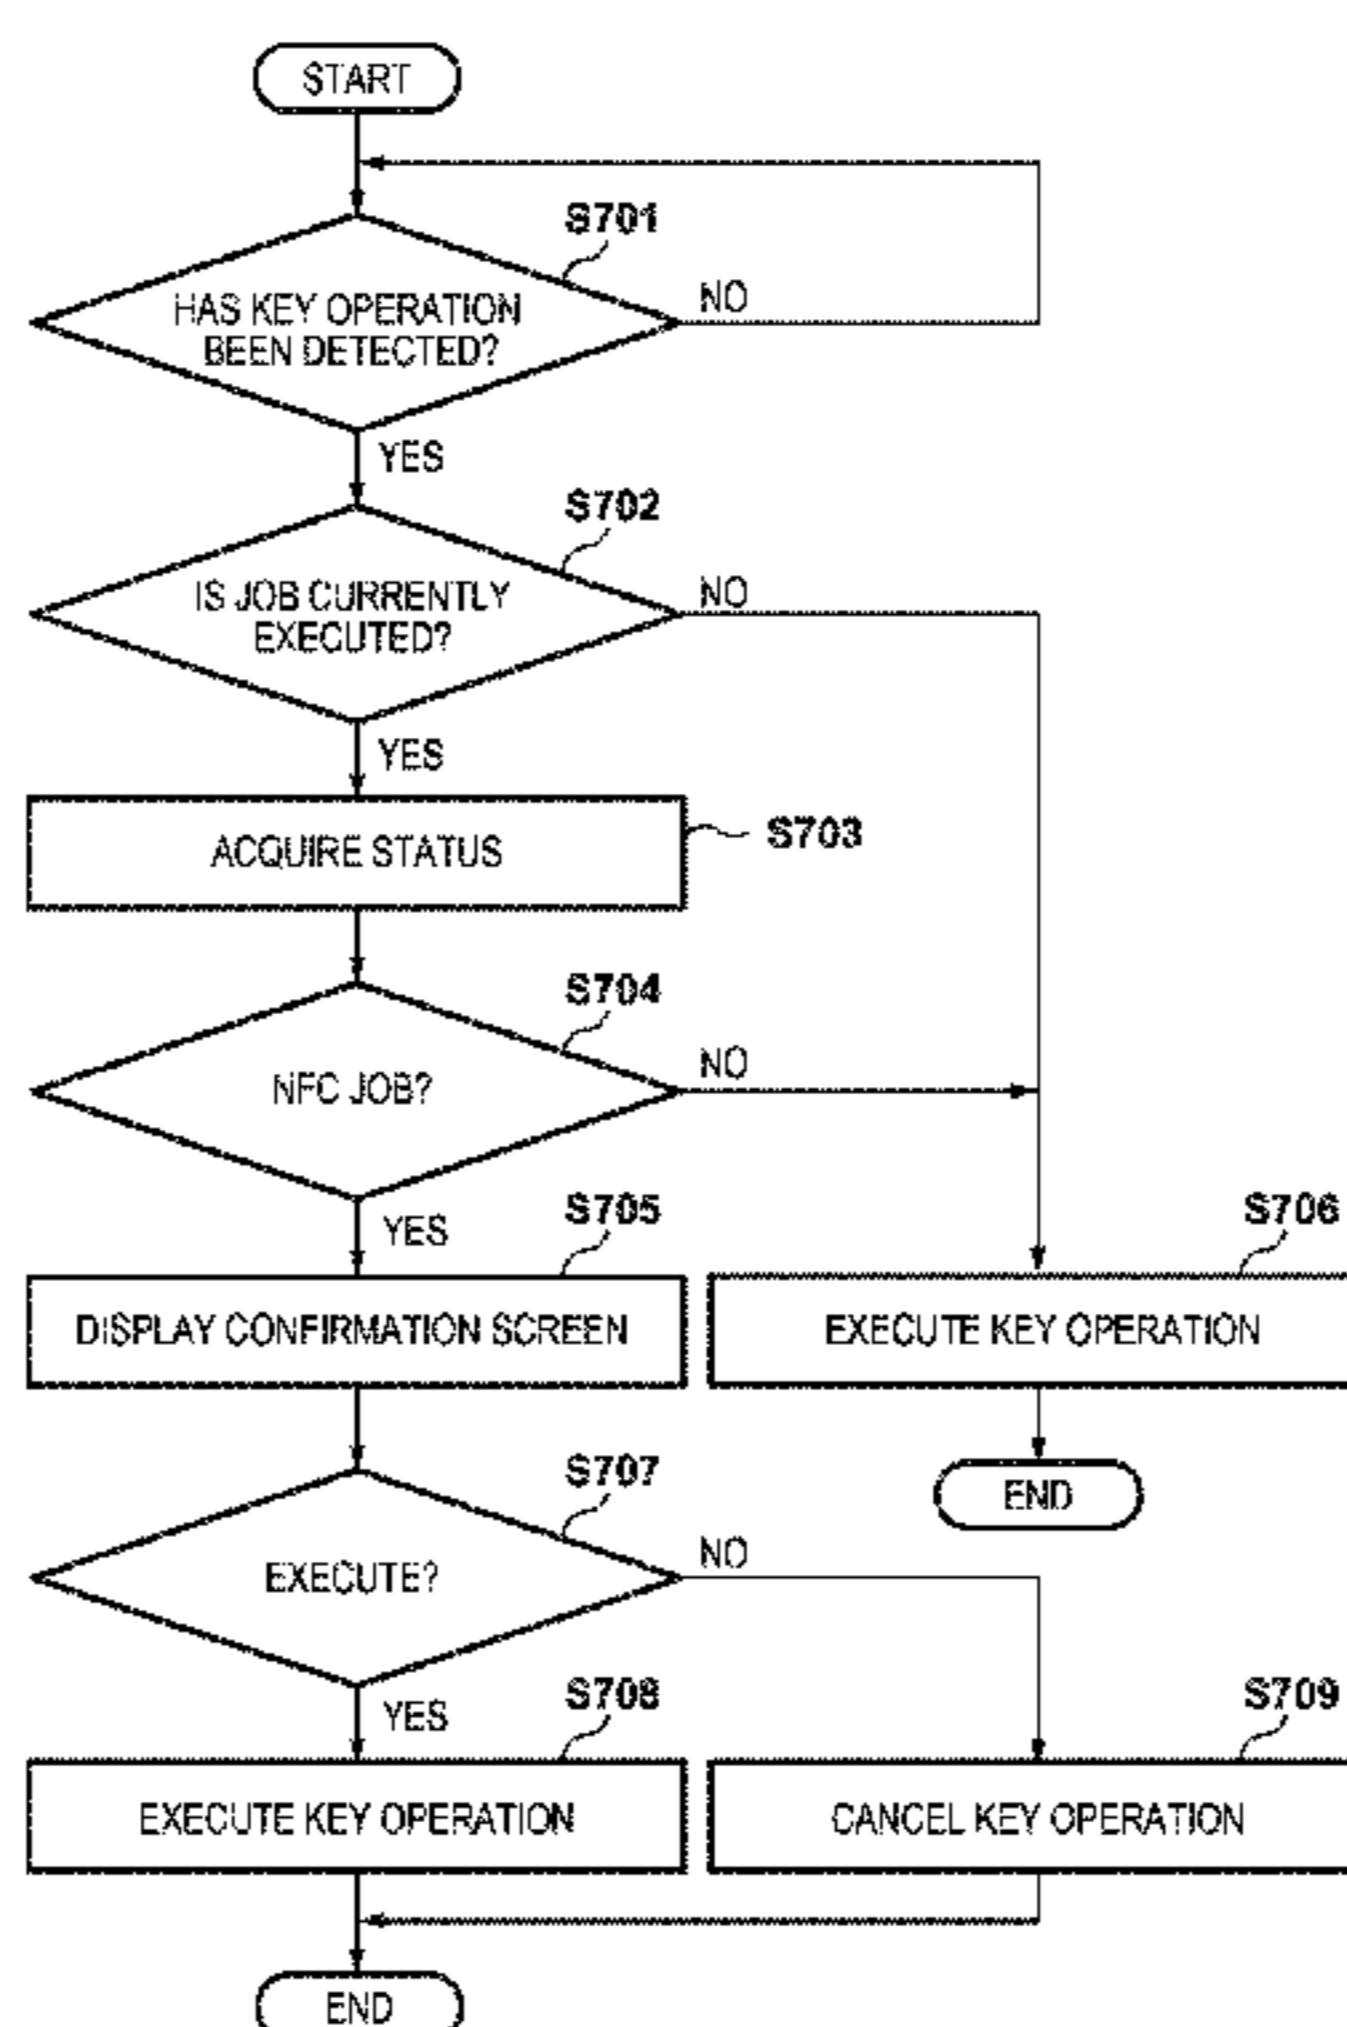 START
S701
HAS KEY OPERATION
BEEN DETECTED?
NO
YES
S702
IS JOB CURRENTLY
EXECUTED?
NO
YES
ACQUIRE STATUS
S703
S704
NFC JOB?
NO
YES
S705
S706
DISPLAY CONFIRMATION SCREEN
EXECUTE KEY OPERATION
END
S707
EXECUTE?
NO
YES
S708
S709
EXECUTE KEY OPERATION
CANCEL KEY OPERATION
END